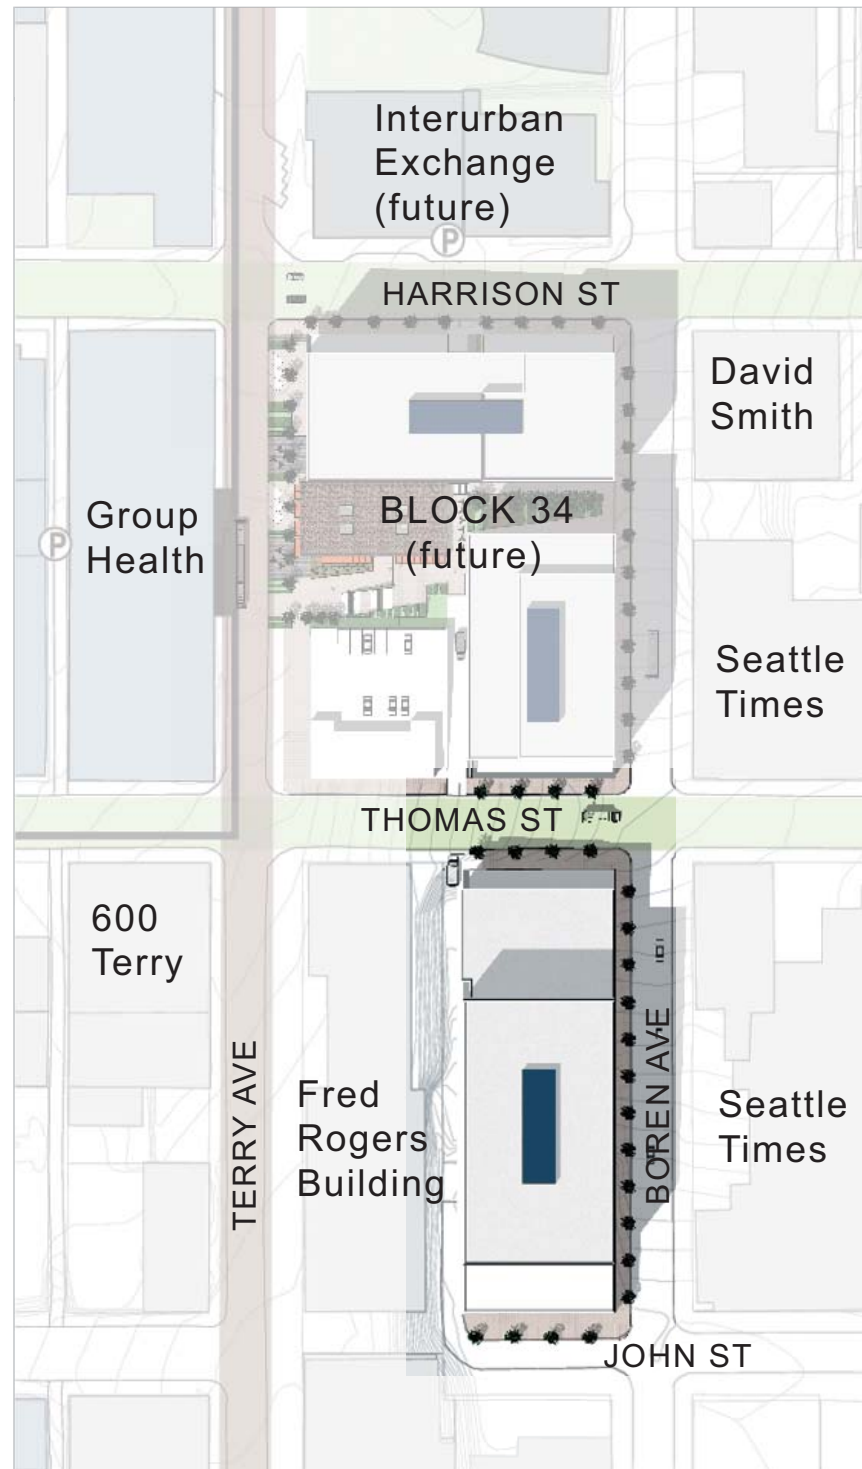 Interurban
Exchange
(future)
P
HARRISON ST
David
Smith
Group
Health
P
BLOCK 34
(future)
Seattle
Times
THOMAS ST
600
Terry
TERRY AVE
Fred
Rogers
Building
BOREN AVE
Seattle
Times
JOHN ST